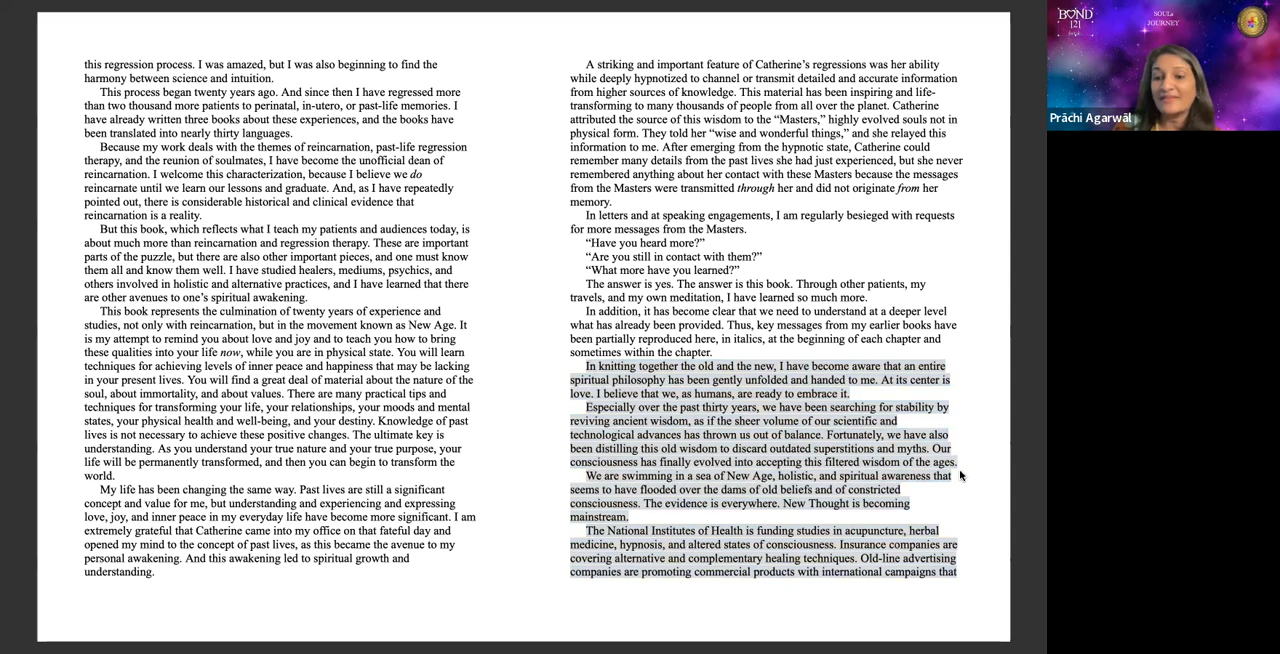 this regression process. I was amazed, but I was also beginning to find the
harmony between science and intuition.
This process began twenty years ago. And since then I have regressed more
than two thousand more patients to perinatal, in-utero, or past-life memories. I
have already written three books about these experiences, and the books have
been translated into nearly thirty languages.
Because my work deals with the themes of reincarnation, past-life regression
therapy, and the reunion of soulmates, I have become the unofficial dean of
reincarnation. I welcome this characterization, because I believe we do
reincarnate until we learn our lessons and graduate. And, as I have repeatedly
pointed out, there is considerable historical and clinical evidence that
reincarnation is a reality.
But this book, which reflects what I teach my patients and audiences today, is
about much more than reincarnation and regression therapy. These are important
parts of the puzzle, but there are also other important pieces, and one must know
them all and know them well. I have studied healers, mediums, psychics, and
others involved in holistic and alternative practices, and I have learned that there
are other avenues to one’s spiritual awakening.
This book represents the culmination of twenty years of experience and
studies, not only with reincarnation, but in the movement known as New Age. It
is my attempt to remind you about love and joy and to teach you how to bring
these qualities into your life now, while you are in physical state. You will learn
techniques for achieving levels of inner peace and happiness that may be lacking
in your present lives. You will find a great deal of material about the nature of the
soul, about immortality, and about values. There are many practical tips and
techniques for transforming your life, your relationships, your moods and mental
states, your physical health and well-being, and your destiny. Knowledge of past
lives is not necessary to achieve these positive changes. The ultimate key is
understanding. As you understand your true nature and your true purpose, your
life will be permanently transformed, and then you can begin to transform the
world.
My life has been changing the same way. Past lives are still a significant
concept and value for me, but understanding and experiencing and expressing
love, joy, and inner peace in my everyday life have become more significant. I am
extremely grateful that Catherine came into my office on that fateful day and
opened my mind to the concept of past lives, as this became the avenue to my
personal awakening. And this awakening led to spiritual growth and
understanding.
A striking and important feature of Catherine’s regressions was her ability
while deeply hypnotized to channel or transmit detailed and accurate information
from higher sources of knowledge. This material has been inspiring and life-
transforming to many thousands of people from all over the planet. Catherine
attributed the source of this wisdom to the “Masters,” highly evolved souls not in
physical form. They told her “wise and wonderful things,” and she relayed this
information to me. After emerging from the hypnotic state, Catherine could
remember many details from the past lives she had just experienced, but she never
remembered anything about her contact with these Masters because the messages
from the Masters were transmitted through her and did not originate from her
memory.
In letters and at speaking engagements, I am regularly besieged with requests
for more messages from the Masters.
“Have you heard more?”
“Are you still in contact with them?”
“What more have you learned?”
The answer is yes. The answer is this book. Through other patients, my
travels, and my own meditation, I have learned so much more.
In addition, it has become clear that we need to understand at a deeper level
what has already been provided. Thus, key messages from my earlier books have
been partially reproduced here, in italics, at the beginning of each chapter and
sometimes within the chapter.
In knitting together the old and the new, I have become aware that an entire
spiritual philosophy has been gently unfolded and handed to me. At its center is
love. I believe that we, as humans, are ready to embrace it.
Especially over the past thirty years, we have been searching for stability by
reviving ancient wisdom, as if the sheer volume of our scientific and
technological advances has thrown us out of balance. Fortunately, we have also
been distilling this old wisdom to discard outdated superstitions and myths. Our
consciousness has finally evolved into accepting this filtered wisdom of the ages.
We are swimming in a sea of New Age, holistic, and spiritual awareness that
seems to have flooded over the dams of old beliefs and of constricted
consciousness. The evidence is everywhere. New Thought is becoming
mainstream.
The National Institutes of Health is funding studies in acupuncture, herbal
medicine, hypnosis, and altered states of consciousness. Insurance companies are
covering alternative and complementary healing techniques. Old-line advertising
companies are promoting commercial products with international campaigns that
BOND
121
SOULs
JOURNEY
Prāchi Agarwāl